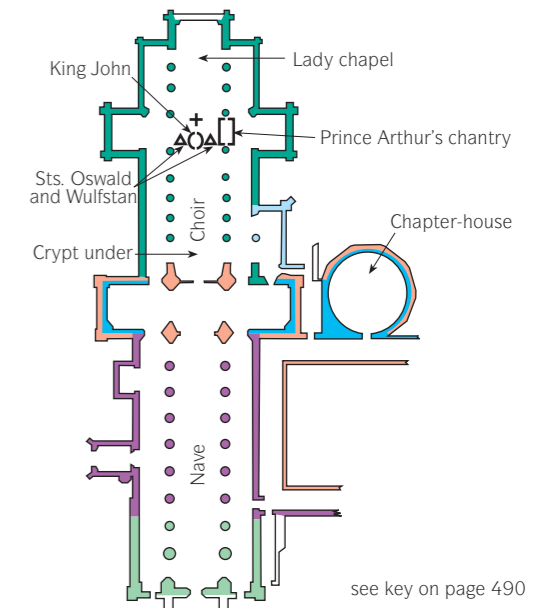 Lady chapel
King John
Prince Arthur's chantry
Sts. Oswald
and Wulfstan
Choir
Chapter-house
Crypt under
Nave
see key on page 490